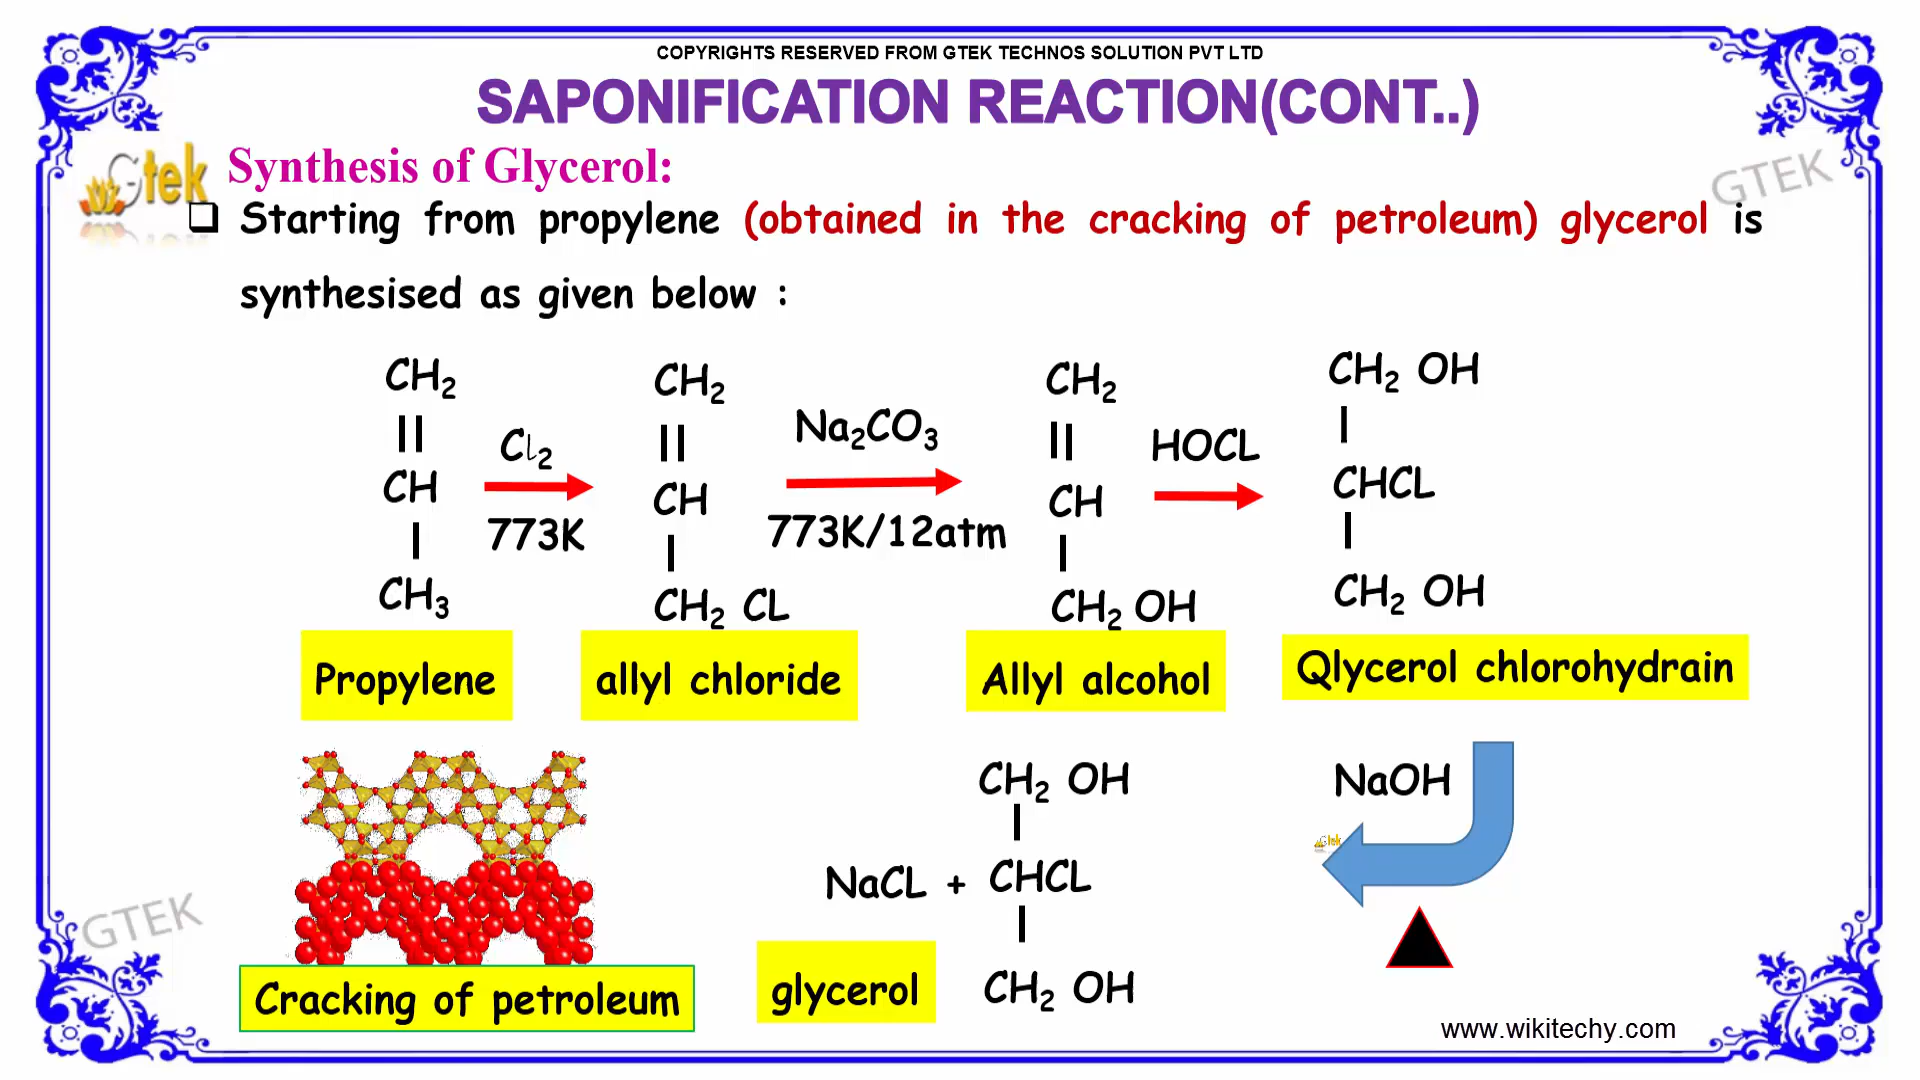 COPYRIGHTS RESERVED FROM GTEK TECHNOS SOLUTION PVT LTD
SAPONIFICATION REACTION(CONT..)
Gtek
GTEK
Synthesis of Glycerol:
❑ Starting from propylene (obtained in the cracking of petroleum) glycerol is
synthesised as given below :
CH₂
||
CH
|
CH₃
Propylene
Cl₂
773K
CH₂
||
CH
|
CH₂ CL
allyl chloride
Na₂CO₃
773K/12atm
CH₂
||
CH
|
CH₂ OH
Allyl alcohol
HOCL
CH₂ OH
|
CHCL
|
CH₂ OH
Qlycerol chlorohydrain
NaOH
Gtek
CH₂ OH
|
NaCL + CHCL
|
CH₂ OH
glycerol
Cracking of petroleum
GTEK
www.wikitechy.com